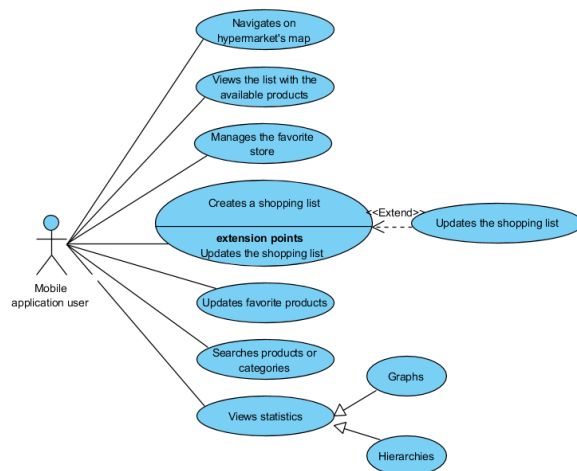 Navigates on
hypermarket's map
Views the list with the
available products
Manages the favorite
store
Creates a shopping list
<<Extend>>
Updates the shopping list
extension points
Updates the shopping list
Mobile
application user
Updates favorite products
Searches products or
categories
Graphs
Views statistics
Hierarchies